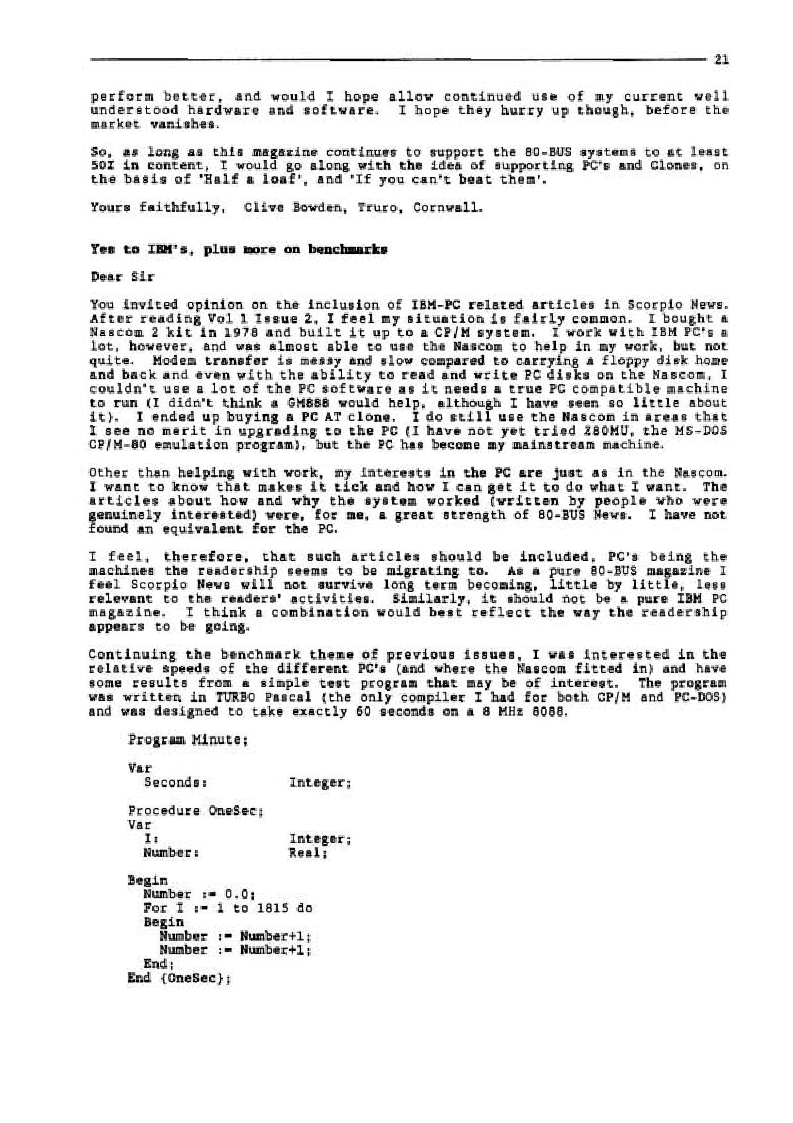 21
perform better, and would I hope allow continued use of my current well
understood hardware and software. I hope they hurry up though, before the
market vanishes.
So, as long as this magazine continues to support the 80-BUS systems to at least
50% in content, I would go along with the idea of supporting PC's and Clones, on
the basis of 'Half a loaf', and 'If you can't beat them'.
Yours faithfully, Clive Bowden, Truro, Cornwall.
Yes to IBM's, plus more on benchmarks
Dear Sir
You invited opinion on the inclusion of IBM-PC related articles in Scorpio News.
After reading Vol 1 Issue 2, I feel my situation is fairly common. I bought a
Nascom 2 kit in 1978 and built it up to a CP/M system. I work with IBM PC's a
lot, however, and was almost able to use the Nascom to help in my work, but not
quite. Modem transfer is messy and slow compared to carrying a floppy disk home
and back and even with the ability to read and write PC disks on the Nascom, I
couldn't use a lot of the PC software as it needs a true PC compatible machine
to run (I didn't think a GM888 would help, although I have seen so little about
it). I ended up buying a PC AT clone. I do still use the Nascom in areas that
I see no merit in upgrading to the PC (I have not yet tried Z80MU, the MS-DOS
CP/M-80 emulation program), but the PC has become my mainstream machine.
Other than helping with work, my interests in the PC are just as in the Nascom.
I want to know that makes it tick and how I can get it to do what I want. The
articles about how and why the system worked (written by people who were
genuinely interested) were, for me, a great strength of 80-BUS News. I have not
found an equivalent for the PC.
I feel, therefore, that such articles should be included, PC's being the
machines the readership seems to be migrating to. As a pure 80-BUS magazine I
feel Scorpio News will not survive long term becoming, little by little, less
relevant to the readers' activities. Similarly, it should not be a pure IBM PC
magazine. I think a combination would best reflect the way the readership
appears to be going.
Continuing the benchmark theme of previous issues, I was interested in the
relative speeds of the different PC's (and where the Nascom fitted in) and have
some results from a simple test program that may be of interest. The program
was written in TURBO Pascal (the only compiler I had for both CP/M and PC-DOS)
and was designed to take exactly 60 seconds on a 8 MHz 8088.
Program Minute;
Var
Seconds: Integer;
Procedure OneSec;
Var
I: Integer;
Number: Real;
Begin
Number := 0.0;
For I := 1 to 1815 do
Begin
Number := Number+1;
Number := Number+1;
End;
End {OneSec};